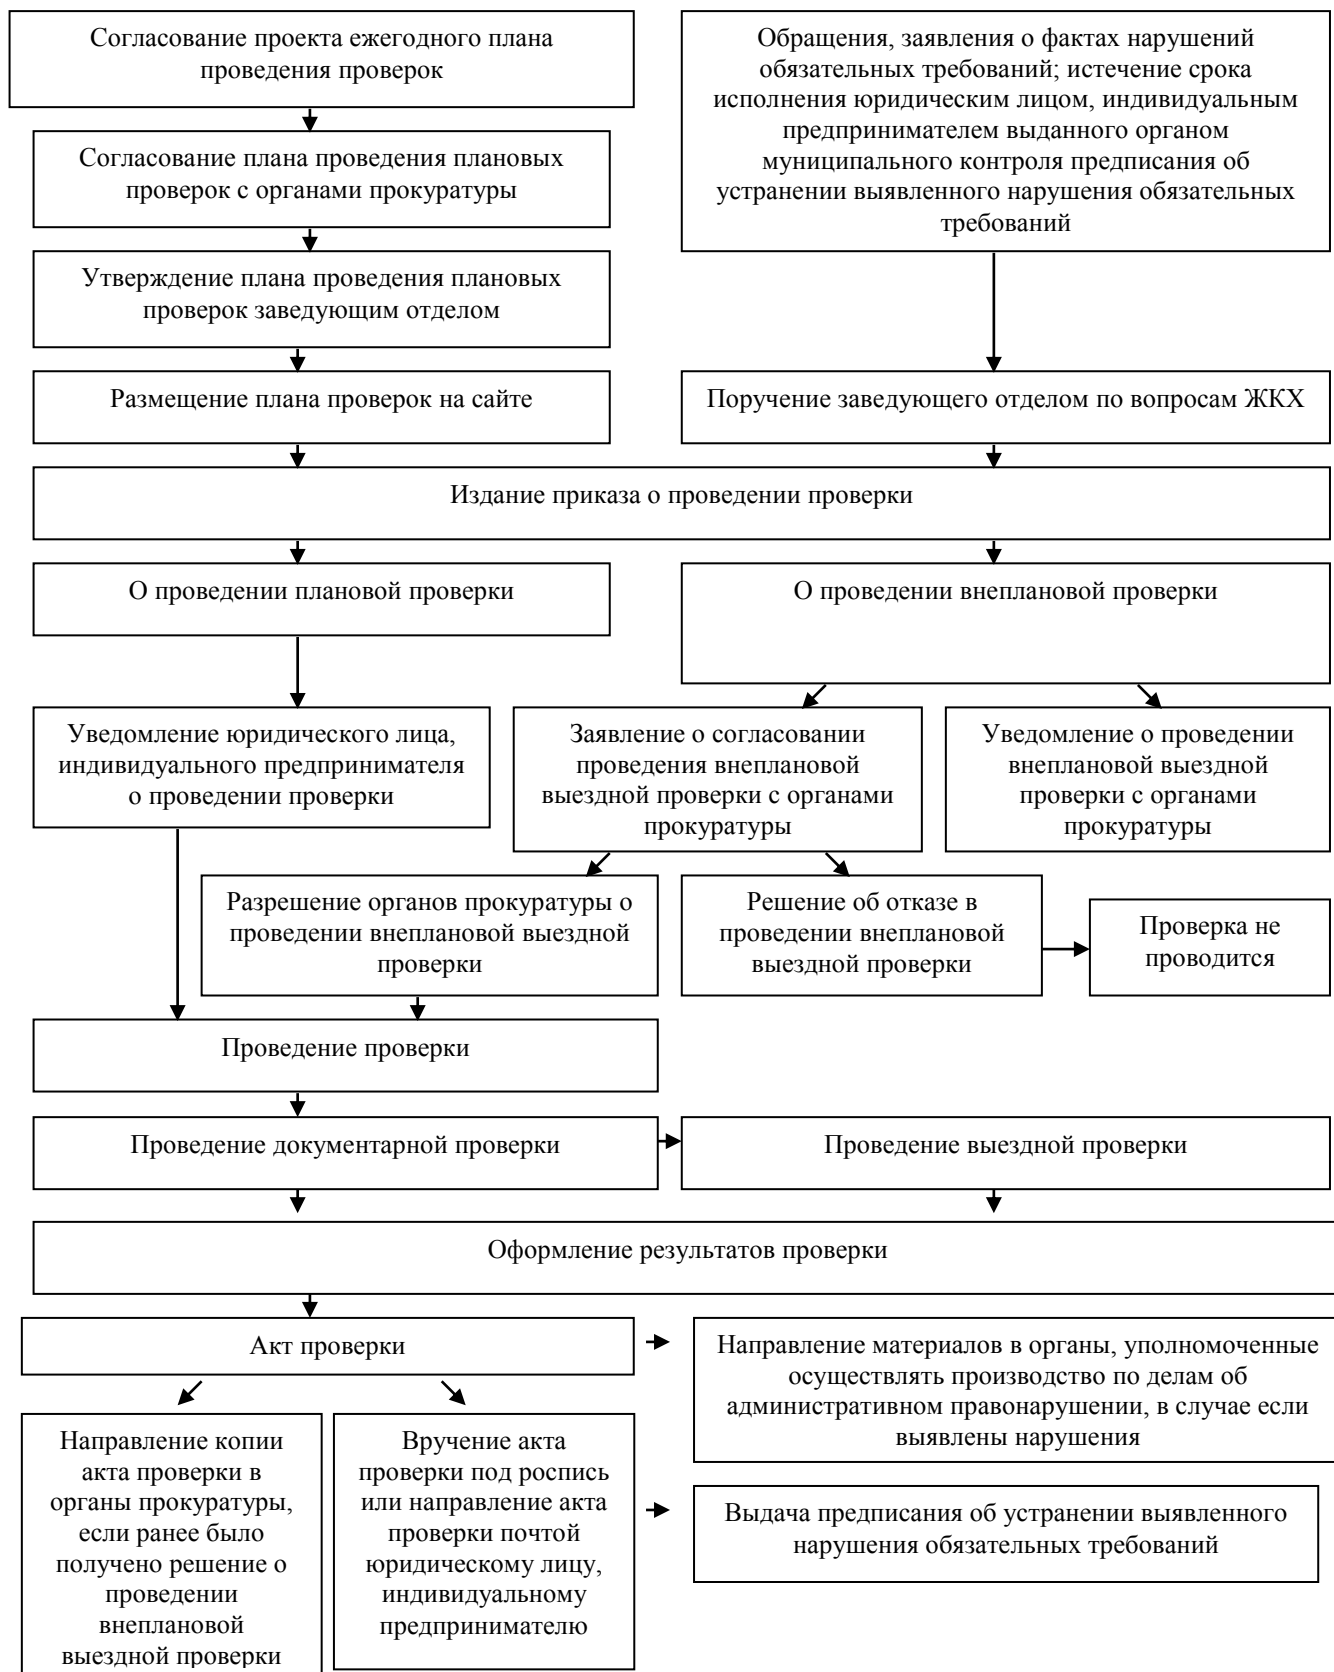 Согласование проекта ежегодного плана
проведения проверок
Обращения, заявления о фактах нарушений
обязательных требований; истечение срока
исполнения юридическим лицом, индивидуальным
предпринимателем выданного органом
муниципального контроля предписания об
устранении выявленного нарушения обязательных
требований
Согласование плана проведения плановых
проверок с органами прокуратуры
Утверждение плана проведения плановых
проверок заведующим отделом
Размещение плана проверок на сайте
Поручение заведующего отделом по вопросам ЖКХ
Издание приказа о проведении проверки
О проведении плановой проверки
О проведении внеплановой проверки
Уведомление юридического лица,
индивидуального предпринимателя
о проведении проверки
Заявление о согласовании
проведения внеплановой
выездной проверки с органами
прокуратуры
Уведомление о проведении
внеплановой выездной
проверки с органами
прокуратуры
Разрешение органов прокуратуры о
проведении внеплановой выездной
проверки
Решение об отказе в
проведении внеплановой
выездной проверки
Проверка не
проводится
Проведение проверки
Проведение документарной проверки
Проведение выездной проверки
Оформление результатов проверки
Акт проверки
Направление материалов в органы, уполномоченные
осуществлять производство по делам об
административном правонарушении, в случае если
выявлены нарушения
Направление копии
акта проверки в
органы прокуратуры,
если ранее было
получено решение о
проведении
внеплановой
выездной проверки
Вручение акта
проверки под роспись
или направление акта
проверки почтой
юридическому лицу,
индивидуальному
предпринимателю
Выдача предписания об устранении выявленного
нарушения обязательных требований